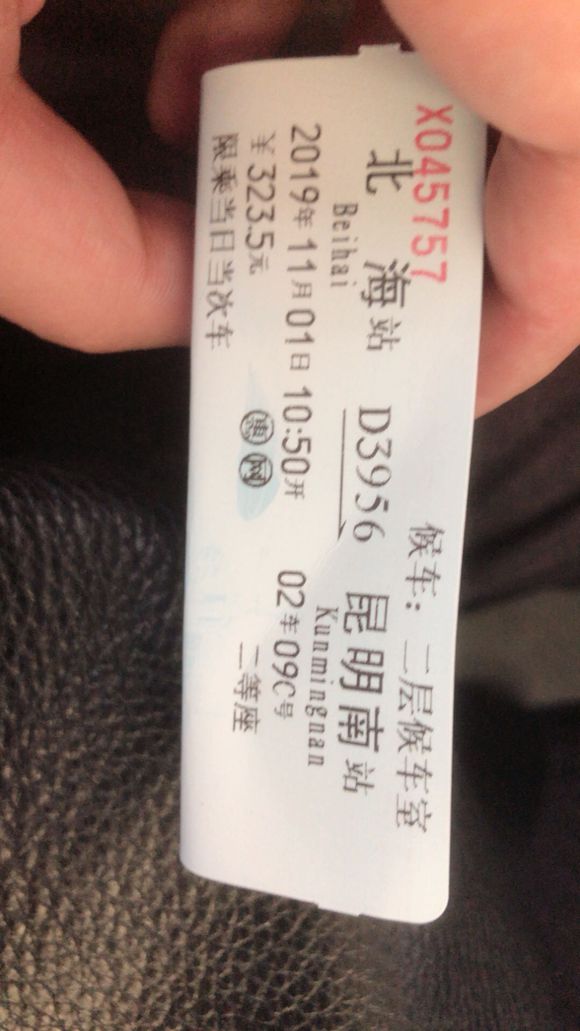 X045757
候车：二层候车室
北海站 D3956 昆明南站
Beihai Kunmingnan
2019年11月01日10:50开 02车09C号
￥323.5元 惠 网 二等座
限乘当日当次车